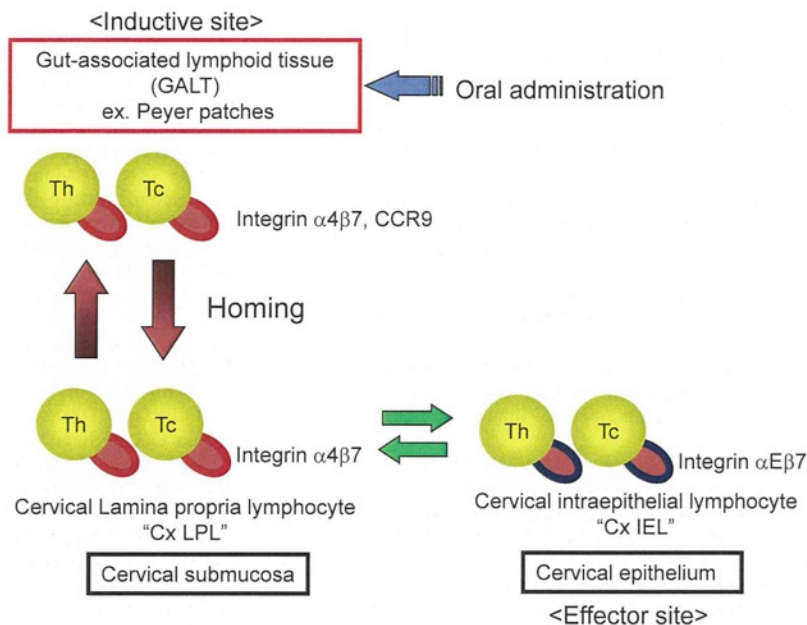 <Inductive site>
Gut-associated lymphoid tissue
(GALT)
ex. Peyer patches
Oral administration
Th
Tc
Integrin α4β7, CCR9
Homing
Th
Tc
Integrin α4β7
Th
Tc
Integrin αEβ7
Cervical Lamina propria lymphocyte
“Cx LPL”
Cervical intraepithelial lymphocyte
“Cx IEL”
Cervical submucosa
Cervical epithelium
<Effector site>